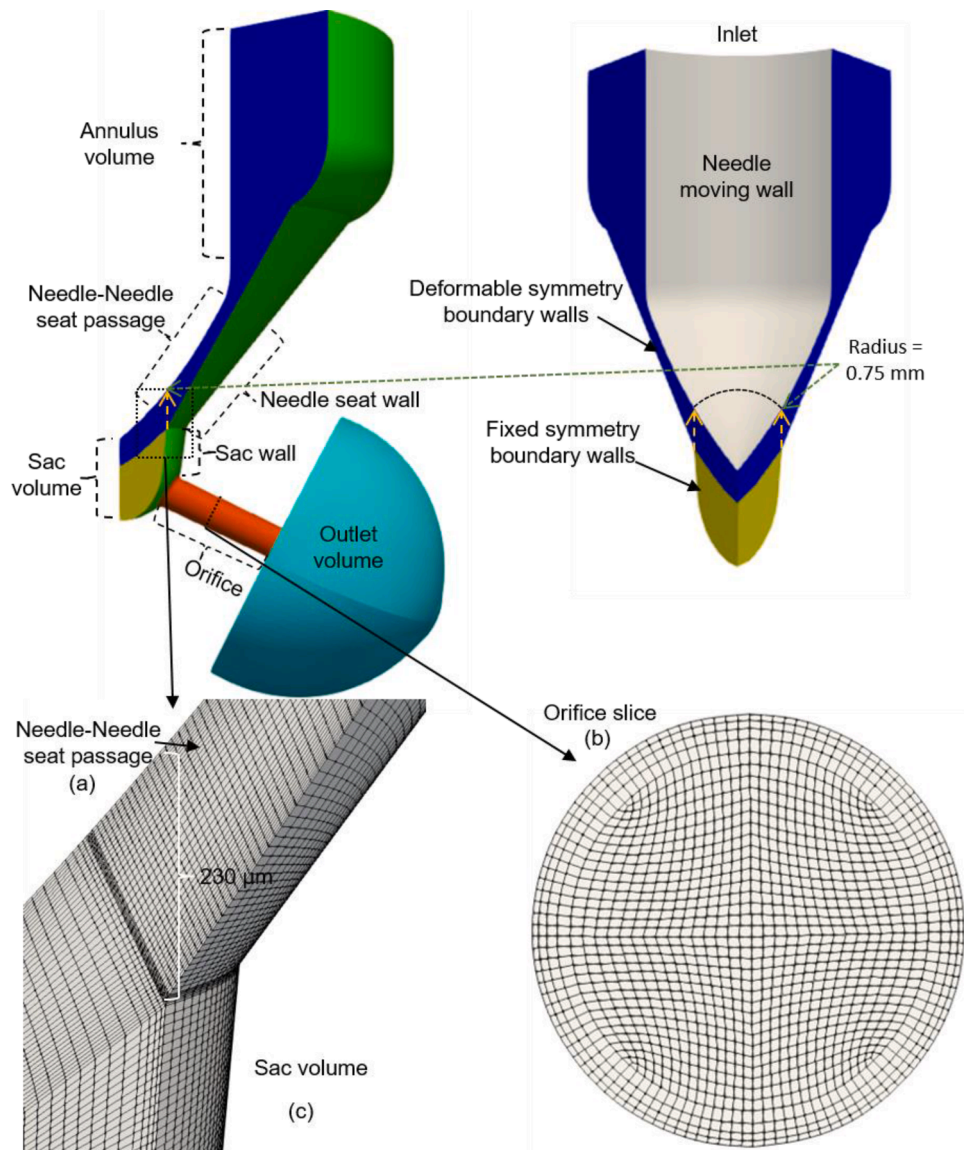 Inlet
Annulus
volume
Needle
moving wall
Needle-Needle
seat passage
Deformable symmetry
boundary walls
Radius =
0.75 mm
Needle seat wall
Sac wall
Sac
volume
Fixed symmetry
boundary walls
Outlet
volume
Orifice
Needle-Needle
seat passage
(a)
Orifice slice
(b)
230 μm
Sac volume
(c)